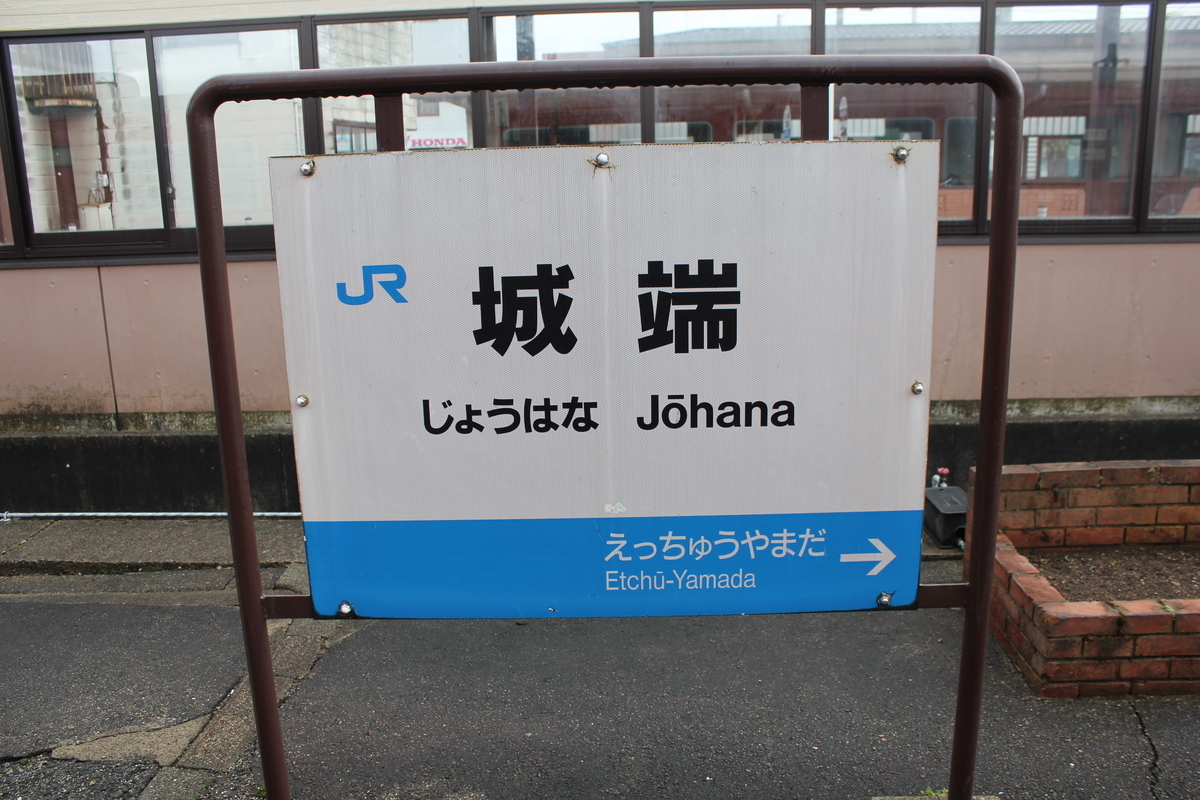 HONDA
JR
城端
じょうはな Jōhana
えっちゅうやまだ →
Etchū-Yamada